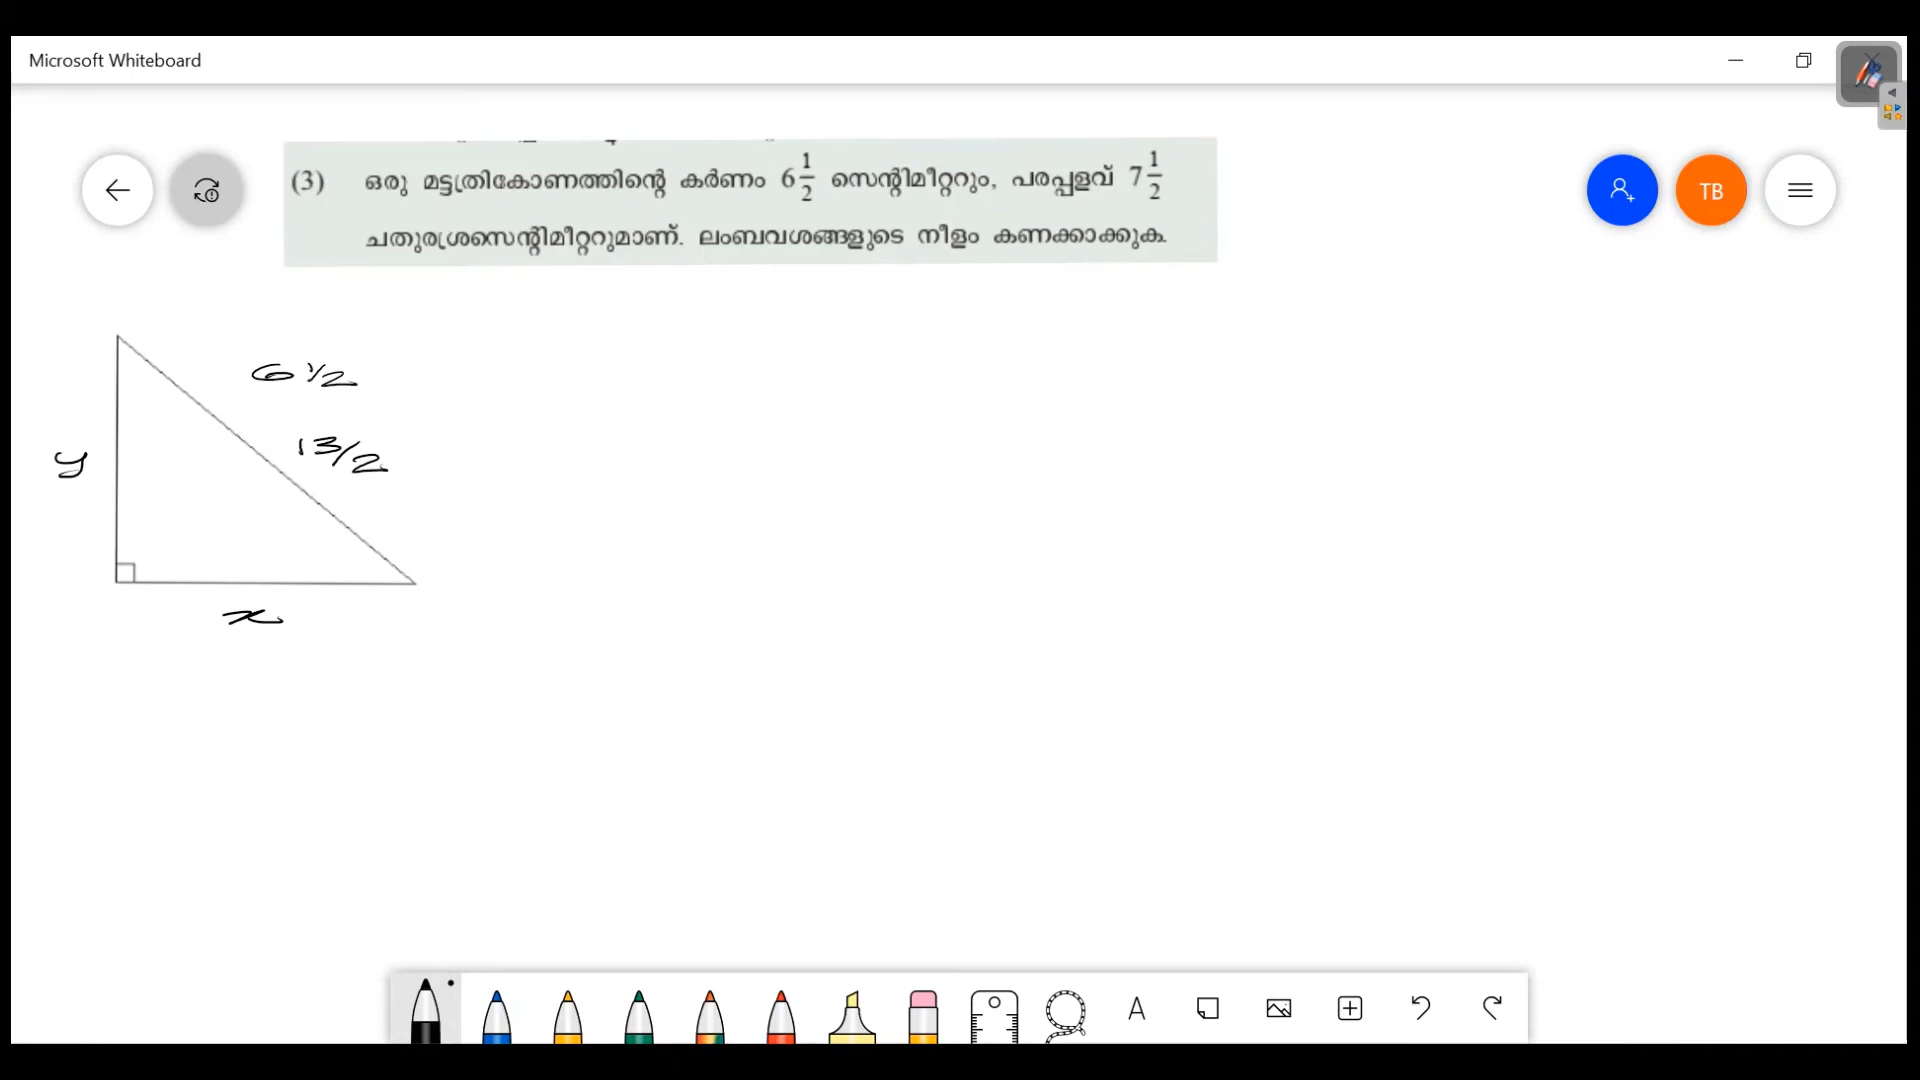 Microsoft Whiteboard
(3) ഒരു മട്ടത്രികോണത്തിന്റെ കർണം 6 1/2 സെന്റിമീറ്ററും, പരപ്പളവ് 7 1/2
ചതുരശ്രസെന്റിമീറ്ററുമാണ്. ലംബവശങ്ങളുടെ നീളം കണക്കാക്കുക.
TB
6 1/2
13/2
y
x
A